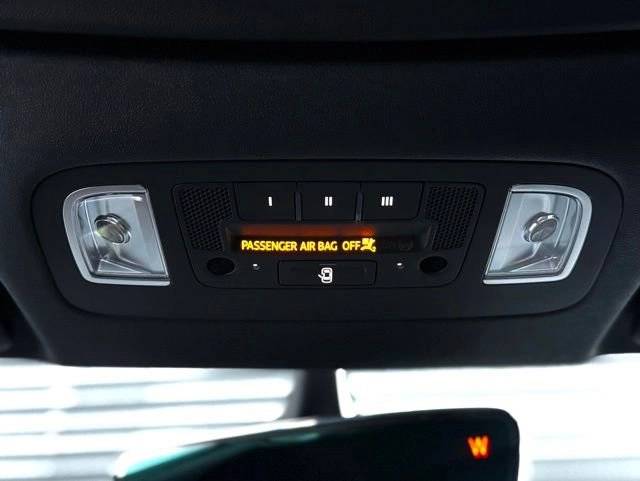 I II III
PASSENGER AIR BAG OFF
W